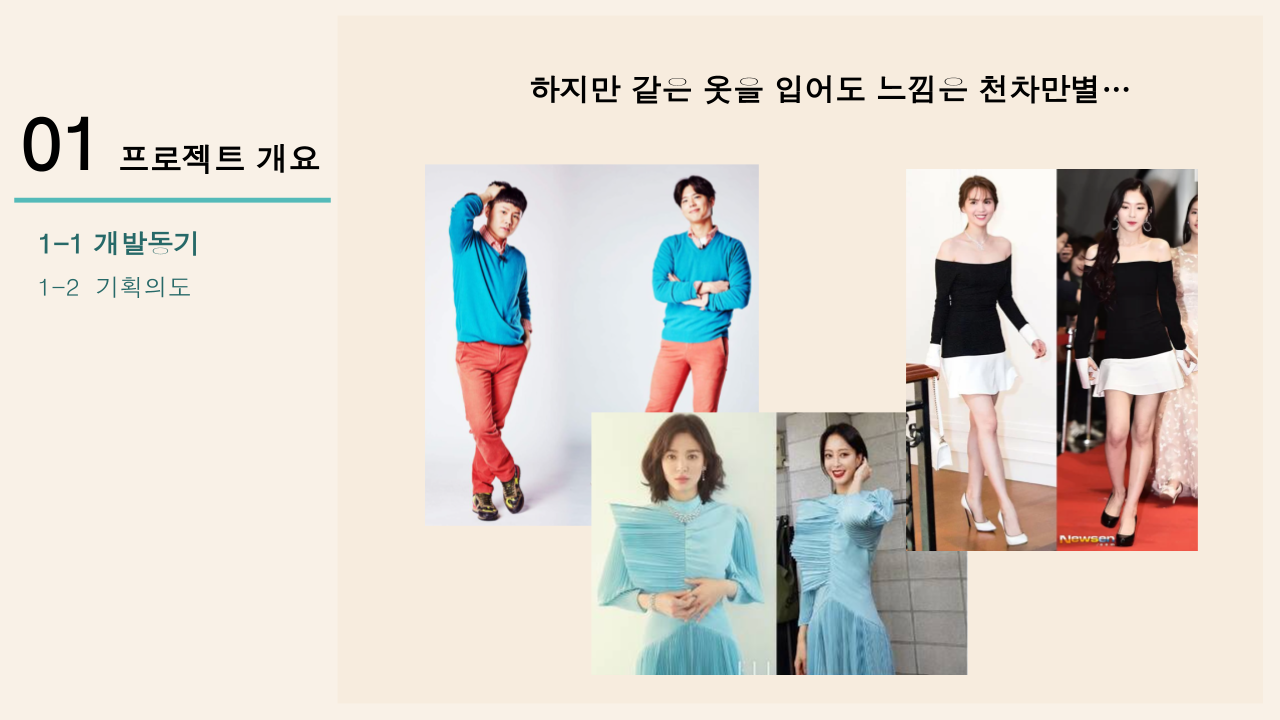 하지만 같은 옷을 입어도 느낌은 천차만별…
01 프로젝트 개요
1-1 개발동기
1-2 기획의도
Newsen